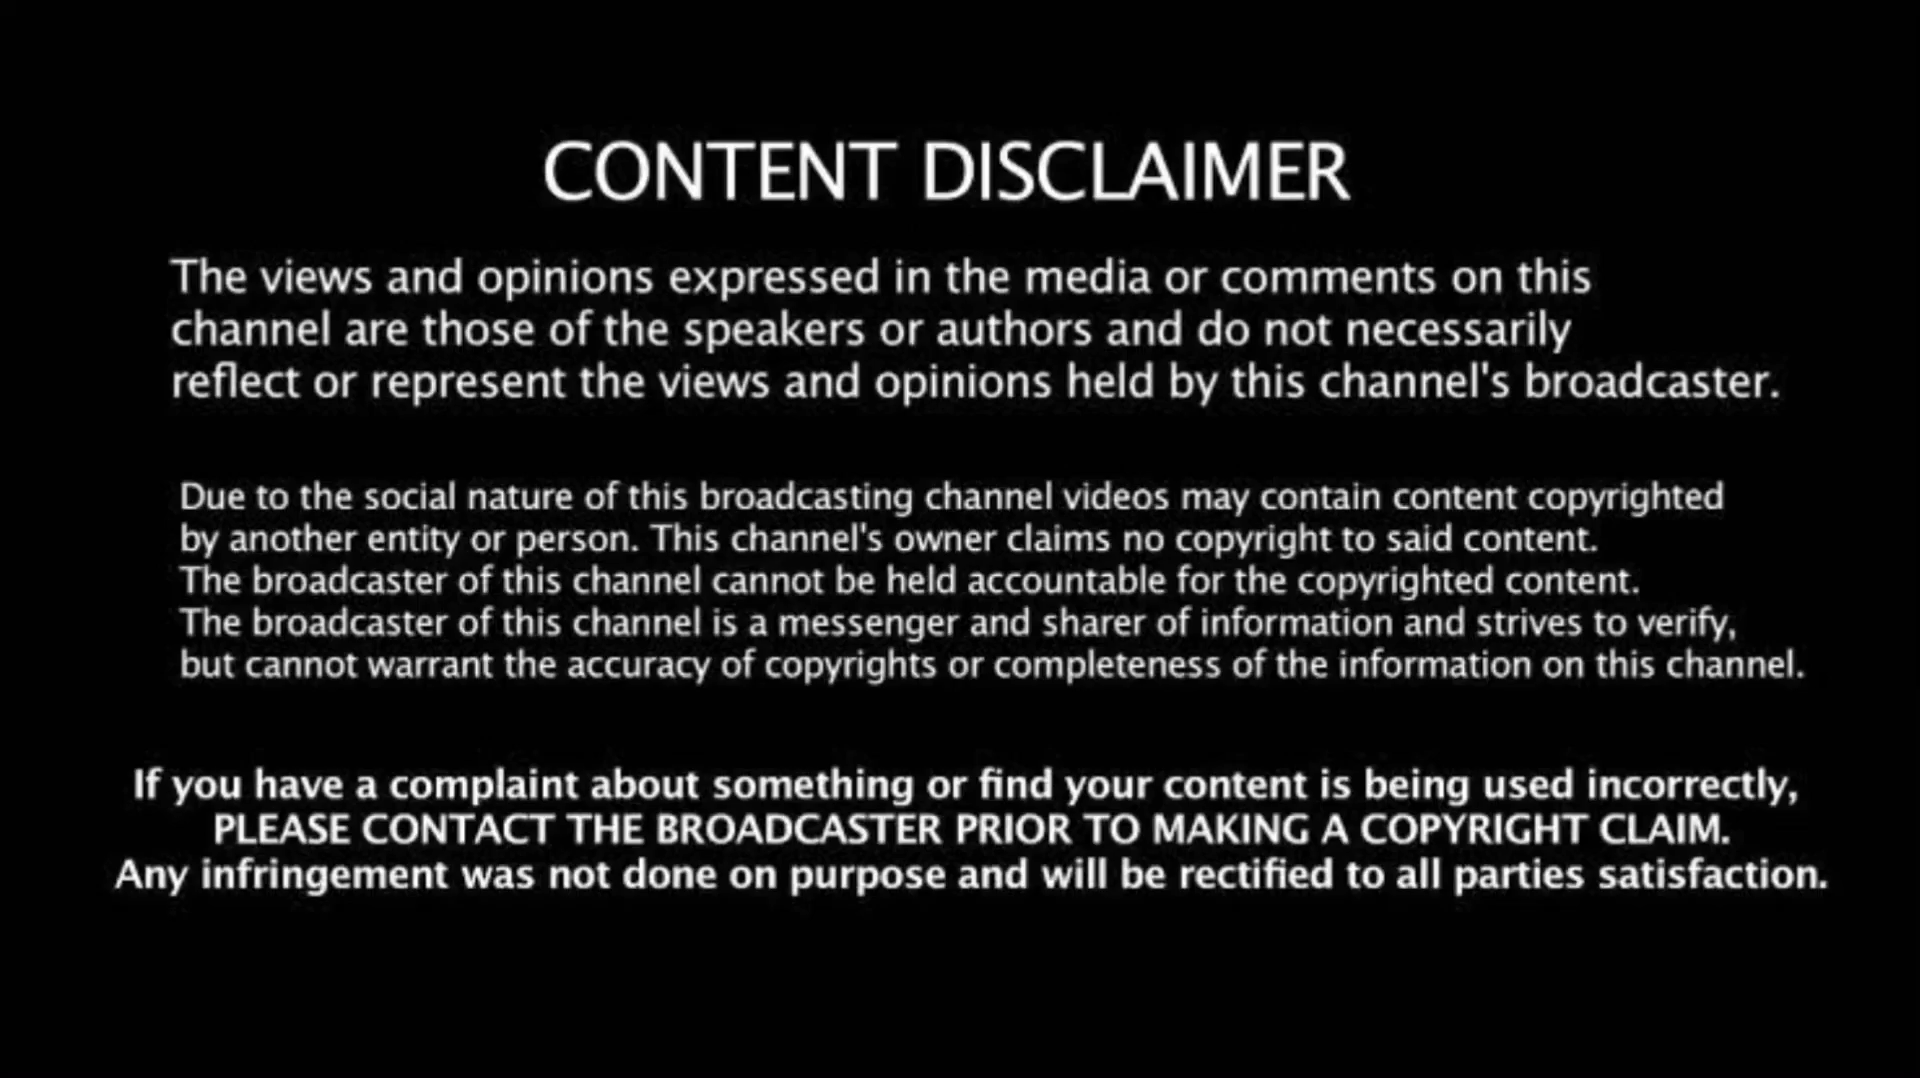 CONTENT DISCLAIMER
The views and opinions expressed in the media or comments on this
channel are those of the speakers or authors and do not necessarily
reflect or represent the views and opinions held by this channel's broadcaster.
Due to the social nature of this broadcasting channel videos may contain content copyrighted
by another entity or person. This channel's owner claims no copyright to said content.
The broadcaster of this channel cannot be held accountable for the copyrighted content.
The broadcaster of this channel is a messenger and sharer of information and strives to verify,
but cannot warrant the accuracy of copyrights or completeness of the information on this channel.
If you have a complaint about something or find your content is being used incorrectly,
PLEASE CONTACT THE BROADCASTER PRIOR TO MAKING A COPYRIGHT CLAIM.
Any infringement was not done on purpose and will be rectified to all parties satisfaction.